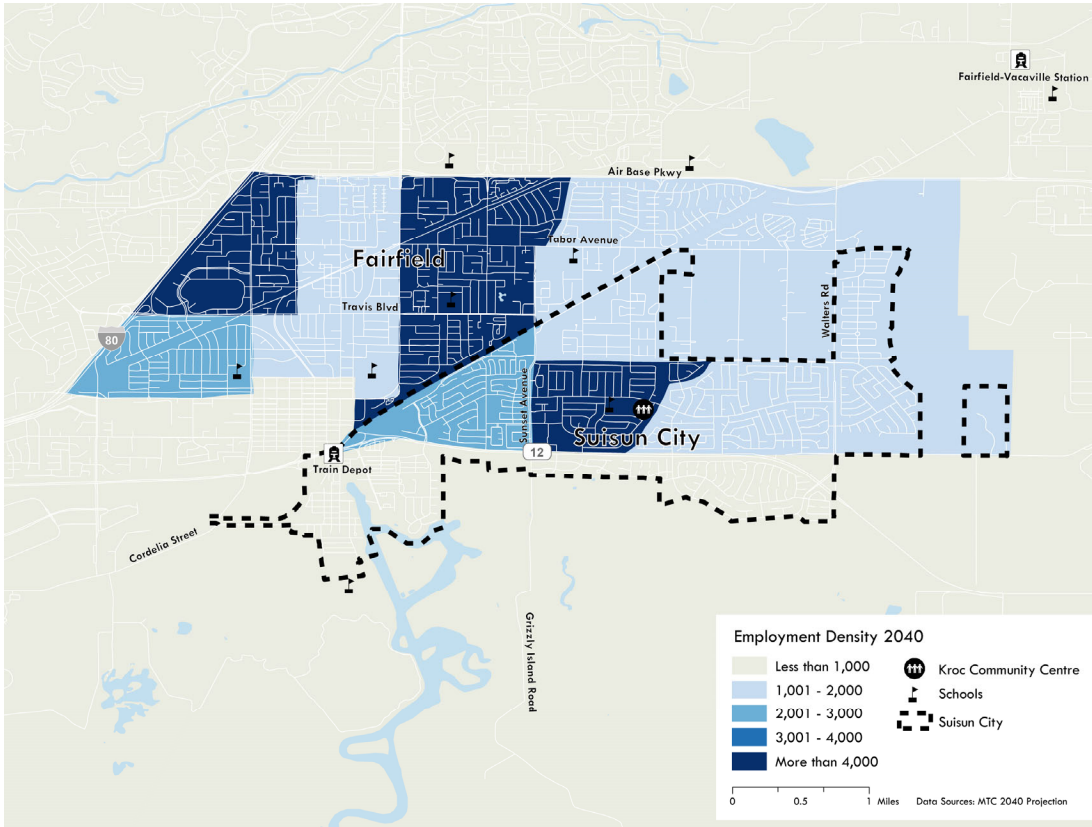 Fairfield-Vacaville Station
Air Base Pkwy
Tabor Avenue
Fairfield
Travis Blvd
Walters Rd
80
Sunset Avenue
Suisun City
12
Train Depot
Cordelia Street
Grizzly Island Road
Employment Density 2040
Less than 1,000
1,001 - 2,000
2,001 - 3,000
3,001 - 4,000
More than 4,000
Kroc Community Centre
Schools
Suisun City
0 0.5 1 Miles
Data Sources: MTC 2040 Projection